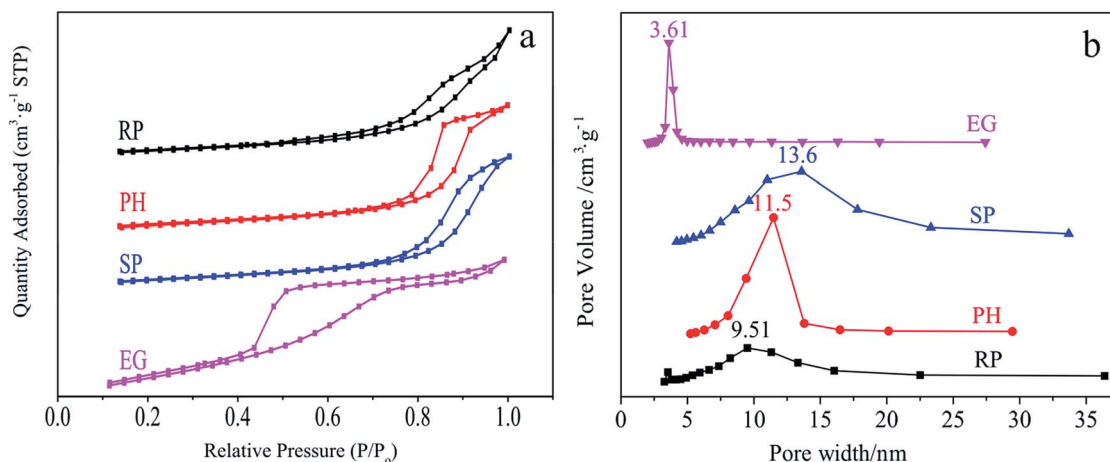 a
Quantity Adsorbed (cm³·g⁻¹ STP)
RP
PH
SP
EG
0.0 0.2 0.4 0.6 0.8 1.0
Relative Pressure (P/P₀)
b
Pore Volume /cm³·g⁻¹
3.61
EG
13.6
SP
11.5
PH
9.51
RP
0 5 10 15 20 25 30 35
Pore width/nm